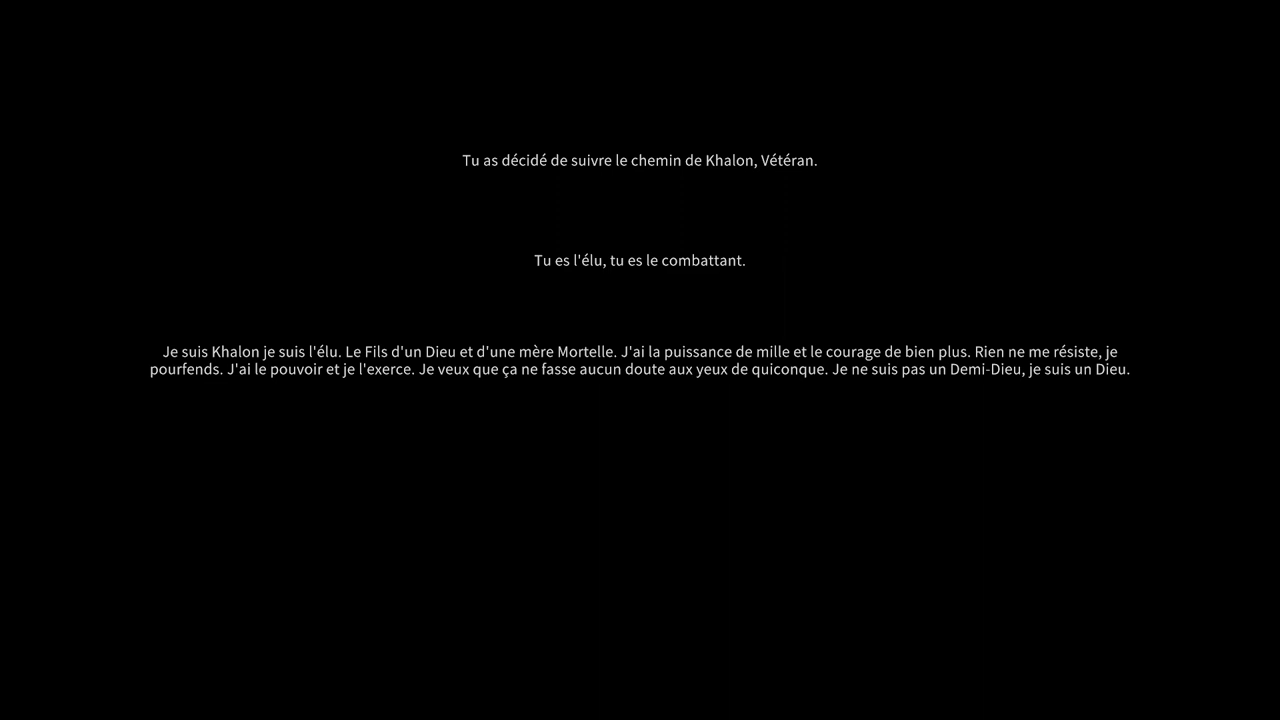 Tu as décidé de suivre le chemin de Khalon, Vétéran.
Tu es l'élu, tu es le combattant.
Je suis Khalon je suis l'élu. Le Fils d'un Dieu et d'une mère Mortelle. J'ai la puissance de mille et le courage de bien plus. Rien ne me résiste, je
pourfends. J'ai le pouvoir et je l'exerce. Je veux que ça ne fasse aucun doute aux yeux de quiconque. Je ne suis pas un Demi-Dieu, je suis un Dieu.